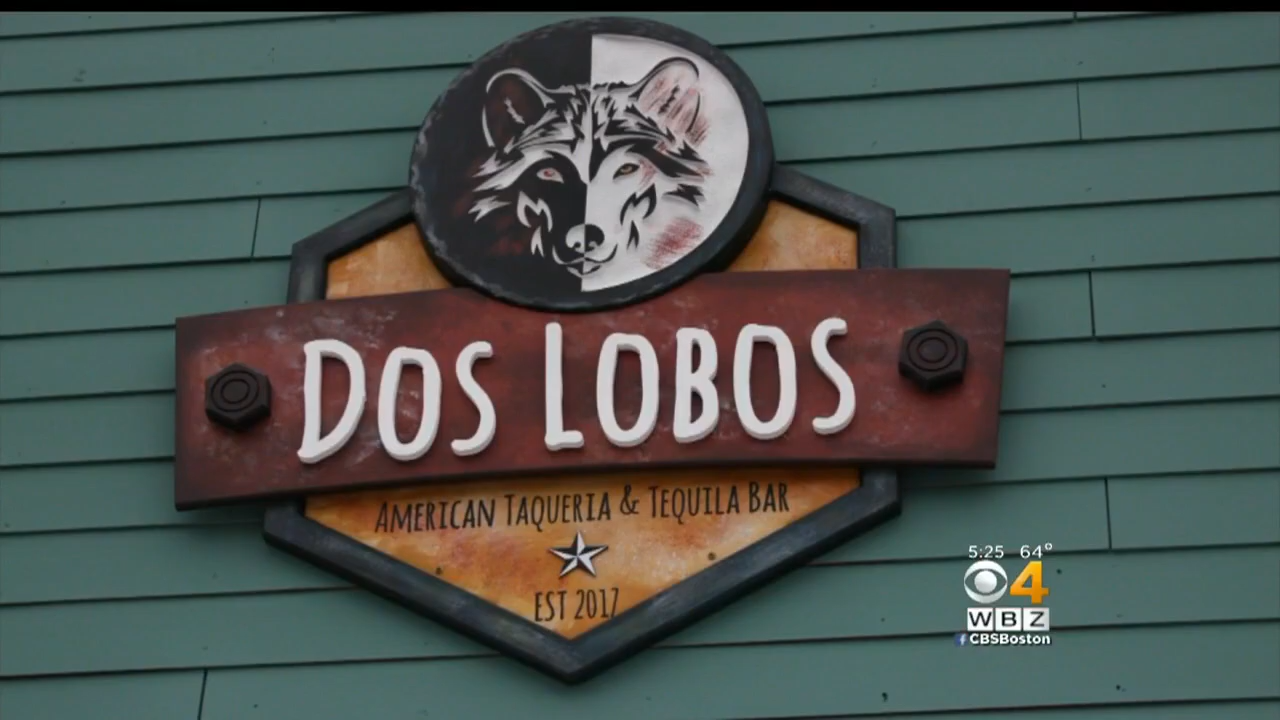 DOS LOBOS
AMERICAN TAQUERIA & TEQUILA BAR
EST 2017
5:25 64°
4
WBZ
f CBSBoston